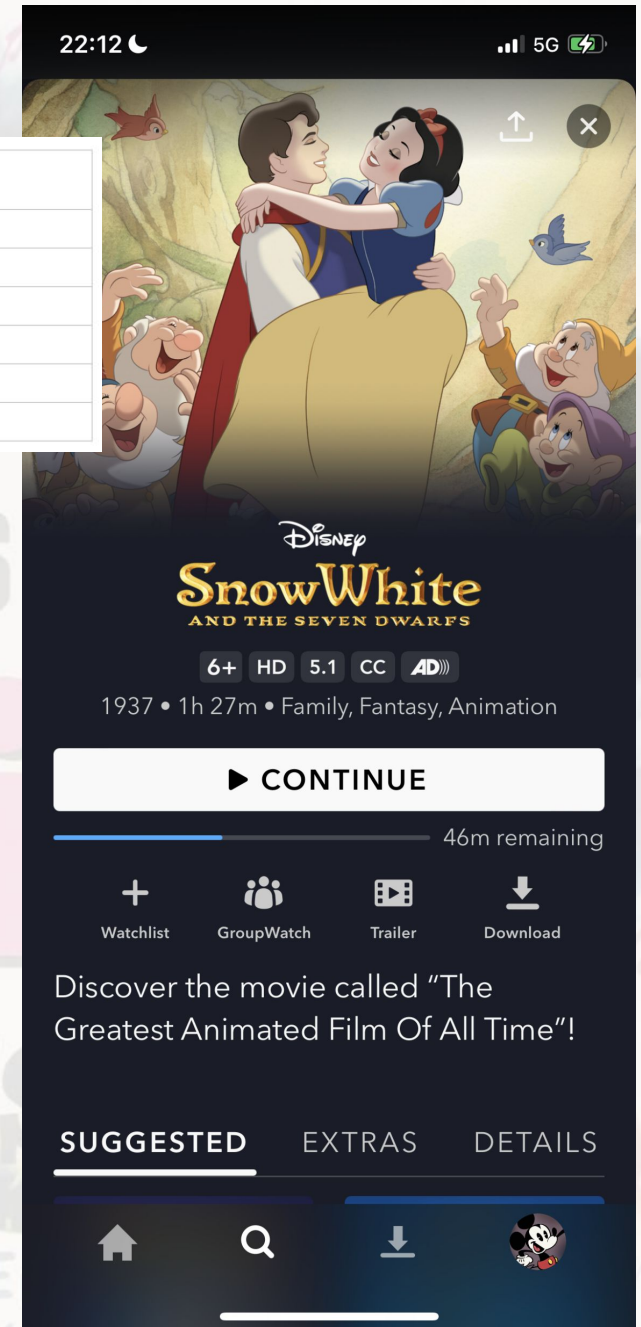 22:12
5G
Disney
Snow White
AND THE SEVEN DWARFS
6+ HD 5.1 CC AD
1937 • 1h 27m • Family, Fantasy, Animation
CONTINUE
46m remaining
Watchlist GroupWatch Trailer Download
Discover the movie called “The
Greatest Animated Film Of All Time”!
SUGGESTED EXTRAS DETAILS